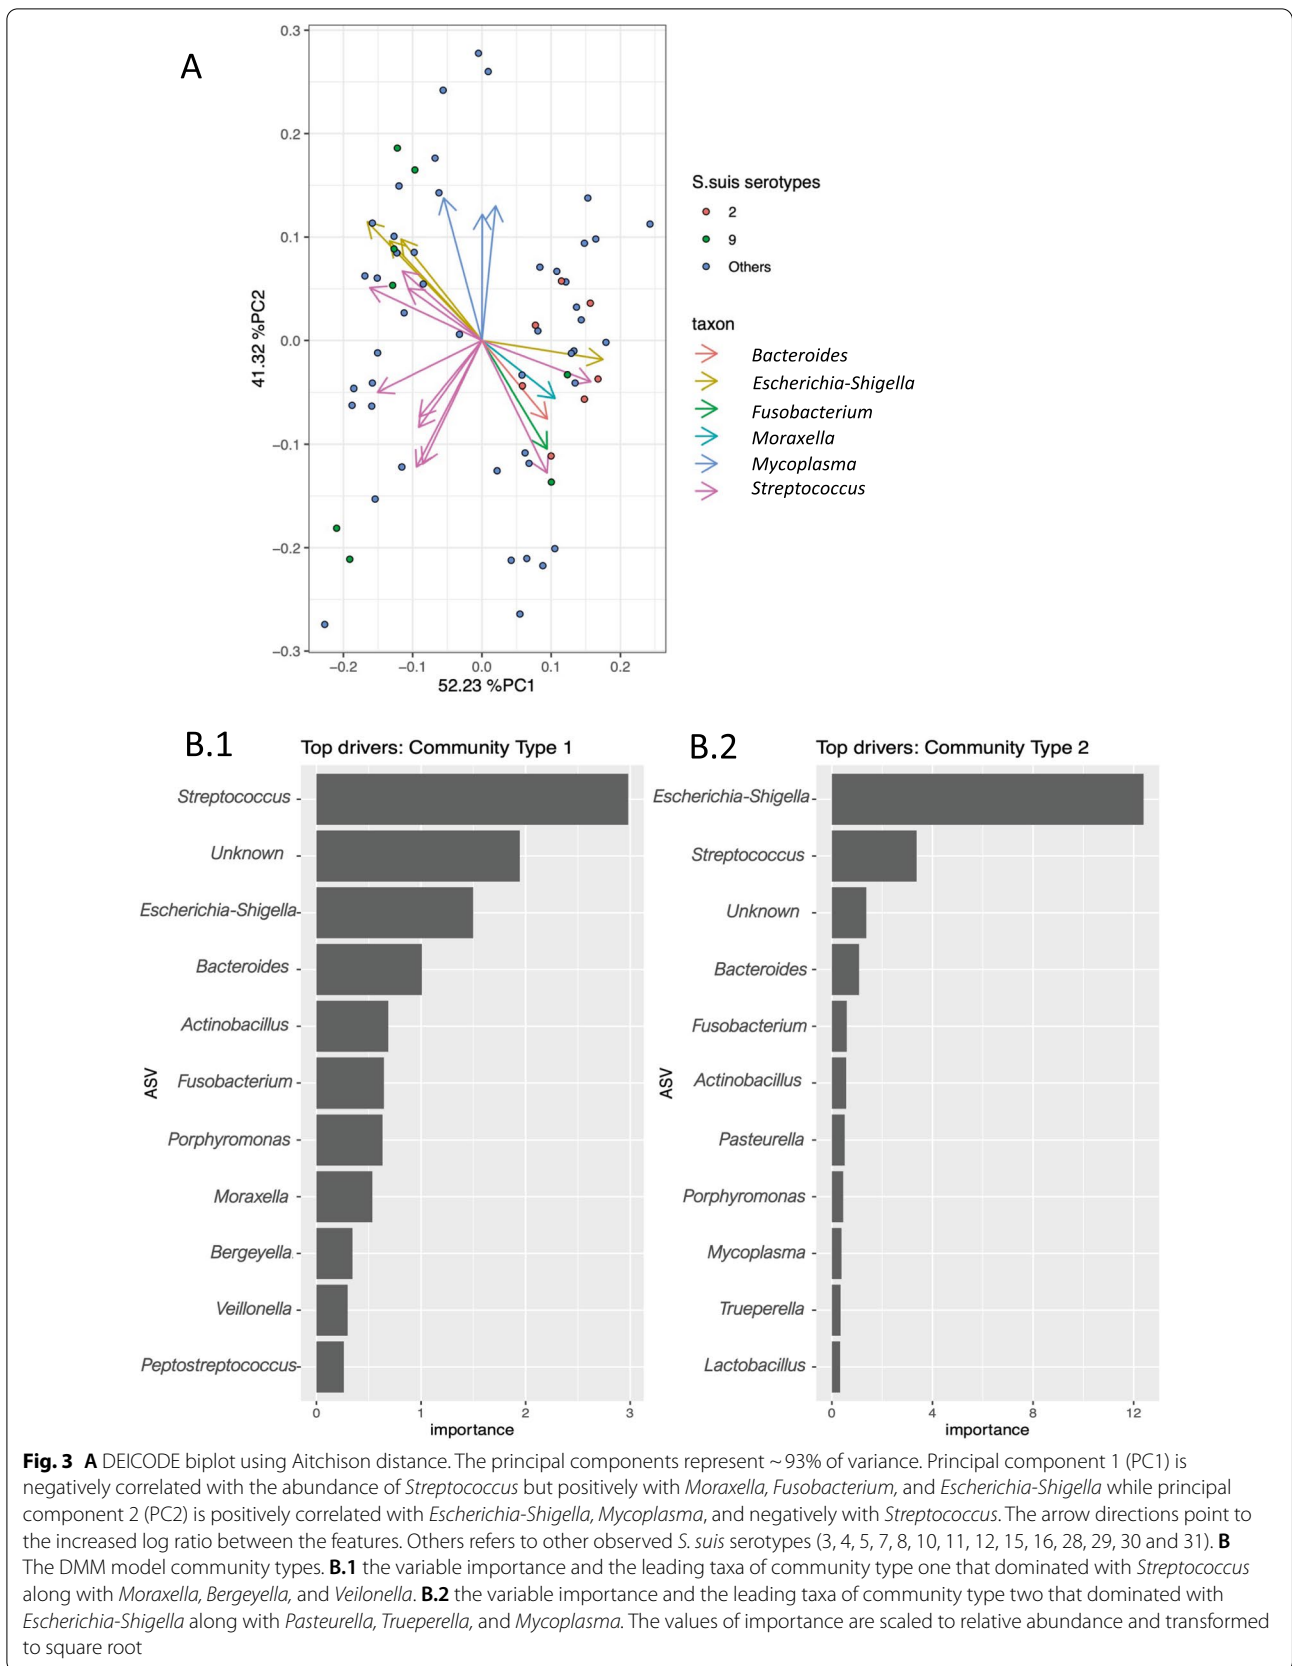 A
0.3
0.2
0.1
0.0
−0.1
−0.2
−0.3
41.32 %PC2
−0.2 −0.1 0.0 0.1 0.2
52.23 %PC1
S.suis serotypes
2
9
Others
taxon
Bacteroides
Escherichia-Shigella
Fusobacterium
Moraxella
Mycoplasma
Streptococcus
B.1
Top drivers: Community Type 1
Streptococcus
Unknown
Escherichia-Shigella
Bacteroides
Actinobacillus
Fusobacterium
Porphyromonas
Moraxella
Bergeyella
Veillonella
Peptostreptococcus
ASV
0 1 2 3
importance
B.2
Top drivers: Community Type 2
Escherichia-Shigella
Streptococcus
Unknown
Bacteroides
Fusobacterium
Actinobacillus
Pasteurella
Porphyromonas
Mycoplasma
Trueperella
Lactobacillus
ASV
0 4 8 12
importance
Fig. 3 A DEICODE biplot using Aitchison distance. The principal components represent ~ 93% of variance. Principal component 1 (PC1) is
negatively correlated with the abundance of Streptococcus but positively with Moraxella, Fusobacterium, and Escherichia-Shigella while principal
component 2 (PC2) is positively correlated with Escherichia-Shigella, Mycoplasma, and negatively with Streptococcus. The arrow directions point to
the increased log ratio between the features. Others refers to other observed S. suis serotypes (3, 4, 5, 7, 8, 10, 11, 12, 15, 16, 28, 29, 30 and 31). B
The DMM model community types. B.1 the variable importance and the leading taxa of community type one that dominated with Streptococcus
along with Moraxella, Bergeyella, and Veilonella. B.2 the variable importance and the leading taxa of community type two that dominated with
Escherichia-Shigella along with Pasteurella, Trueperella, and Mycoplasma. The values of importance are scaled to relative abundance and transformed
to square root